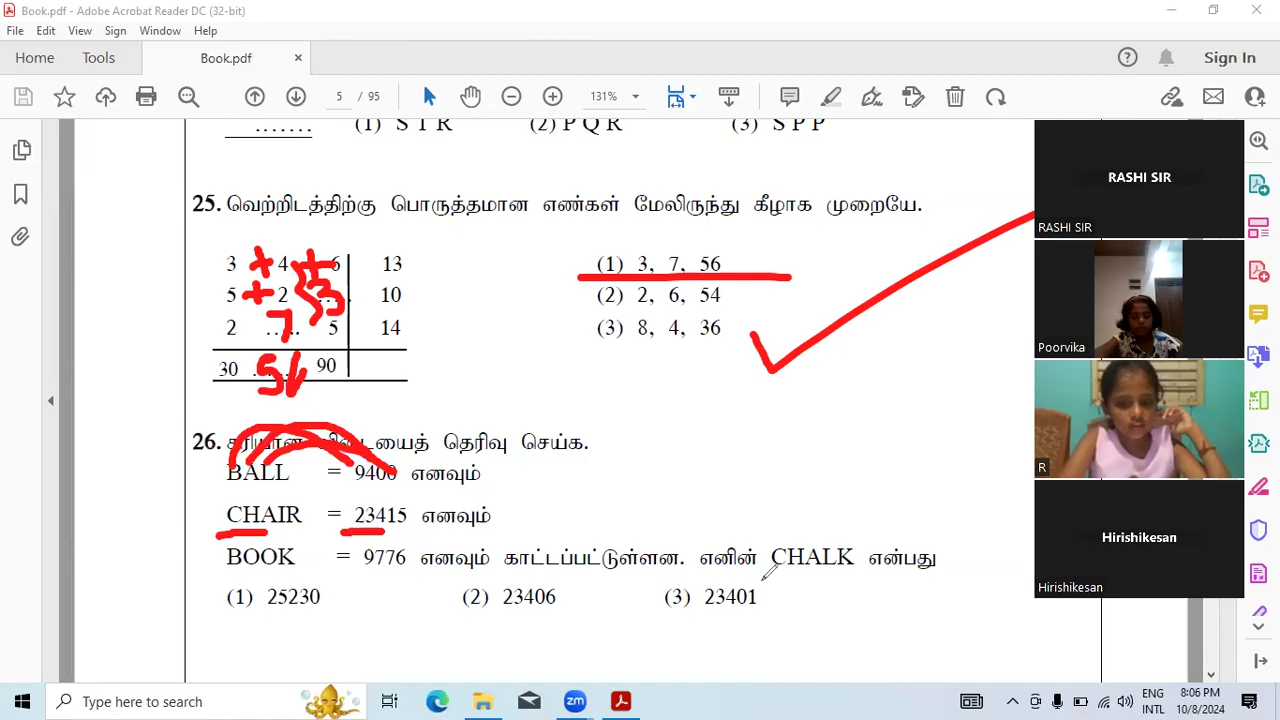 Book.pdf - Adobe Acrobat Reader DC (32-bit)
File Edit View Sign Window Help
Home Tools Book.pdf × Sign In
5 / 95 131%
....... (1) S T R (2) P Q R (3) S P P
25. வெற்றிடத்திற்கு பொருத்தமான எண்கள் மேலிருந்து கீழாக முறையே.
3 + 4 + 6 13 (1) 3, 7, 56
5 + 2 3 10 (2) 2, 6, 54
2 7 ..... 5 14 (3) 8, 4, 36
30 56 90
26. சரியான விடையைத் தெரிவு செய்க.
BALL = 9400 எனவும்
CHAIR = 23415 எனவும்
BOOK = 9776 எனவும் காட்டப்பட்டுள்ளன. எனின் CHALK என்பது
(1) 25230 (2) 23406 (3) 23401
RASHI SIR
RASHI SIR
Poorvika
R
Hirishikesan
Hirishikesan
Type here to search
ENG
INTL
8:06 PM
10/8/2024